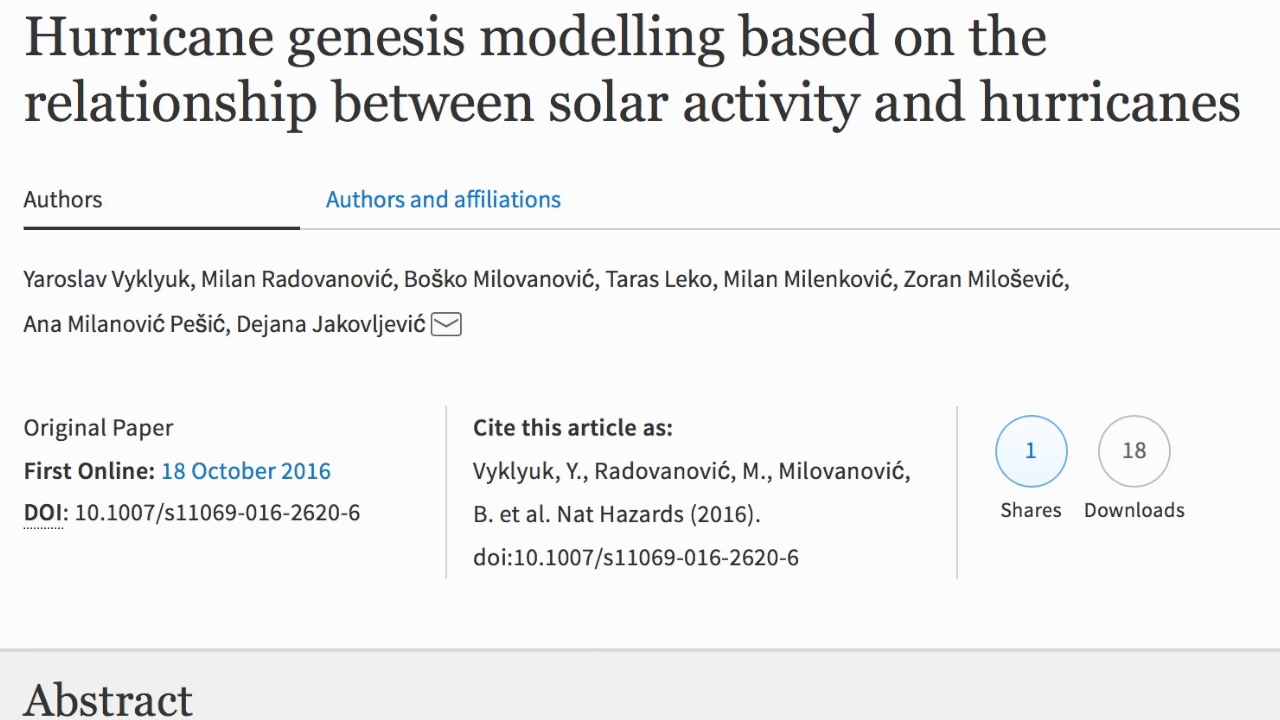 Hurricane genesis modelling based on the
relationship between solar activity and hurricanes
Authors
Authors and affiliations
Yaroslav Vyklyuk, Milan Radovanović, Boško Milovanović, Taras Leko, Milan Milenković, Zoran Milošević,
Ana Milanović Pešić, Dejana Jakovljević
Original Paper
First Online: 18 October 2016
DOI: 10.1007/s11069-016-2620-6
Cite this article as:
Vyklyuk, Y., Radovanović, M., Milovanović,
B. et al. Nat Hazards (2016).
doi:10.1007/s11069-016-2620-6
1
Shares
18
Downloads
Abstract